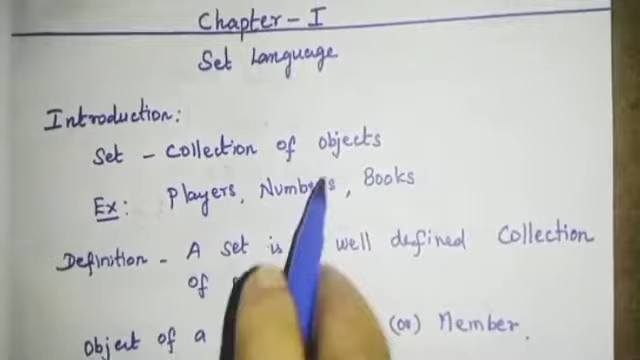 Chapter - I
Set Language
Introduction:
Set - Collection of objects
Ex: Players, Numbers, Books
Definition - A set is well defined Collection
of
Object of a (or) Member.